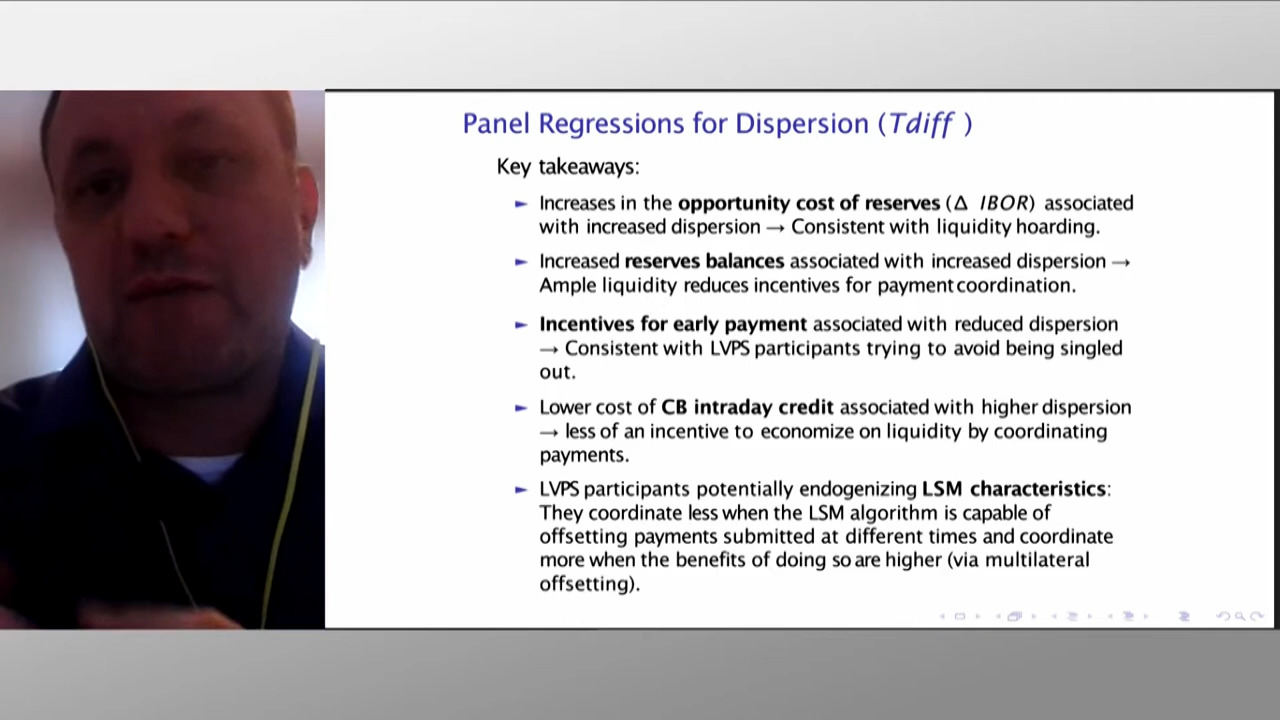 Panel Regressions for Dispersion (Tdiff )
Key takeaways:
► Increases in the opportunity cost of reserves (Δ IBOR) associated
with increased dispersion → Consistent with liquidity hoarding.
► Increased reserves balances associated with increased dispersion →
Ample liquidity reduces incentives for payment coordination.
► Incentives for early payment associated with reduced dispersion
→ Consistent with LVPS participants trying to avoid being singled
out.
► Lower cost of CB intraday credit associated with higher dispersion
→ less of an incentive to economize on liquidity by coordinating
payments.
► LVPS participants potentially endogenizing LSM characteristics:
They coordinate less when the LSM algorithm is capable of
offsetting payments submitted at different times and coordinate
more when the benefits of doing so are higher (via multilateral
offsetting).